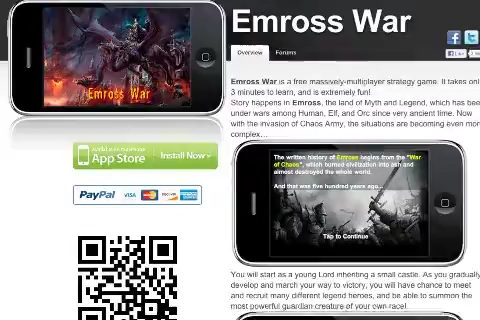 Emross War
Overview
Forums
Like
Emross War
Emross War is a free massively-multiplayer strategy game. It takes onl
3 minutes to learn, and is extremely fun!
Story happens in Emross, the land of Myth and Legend, which has bee
under wars among Human, Elf, and Orc since very ancient time. Now
with the invasion of Chaos Army, the situations are becoming even mor
complex...
App Store
Install Now
PayPal VISA
The written history of Emross begins from the "War
of Chaos", which burned civilization into ash and
almost destroyed the whole world.
And that was five hundred years ago...
Tap to Continue
You will start as a young Lord inheriting a small castle. As you gradually
develop and march your way to victory, you will have chance to meet
and recruit many different legend heroes, and be able to summon the
most powerful guardian creature of your own race!